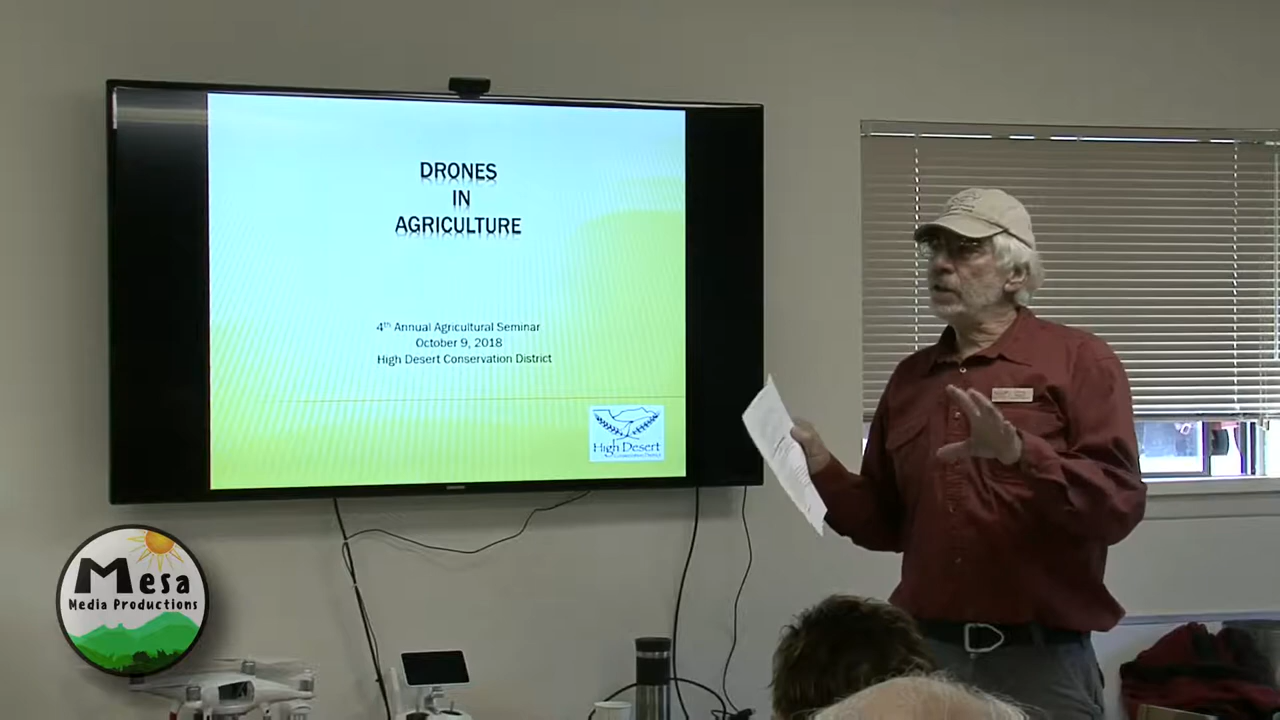 DRONES
IN
AGRICULTURE
4th Annual Agricultural Seminar
October 9, 2018
High Desert Conservation District
High Desert
Mesa
Media Productions